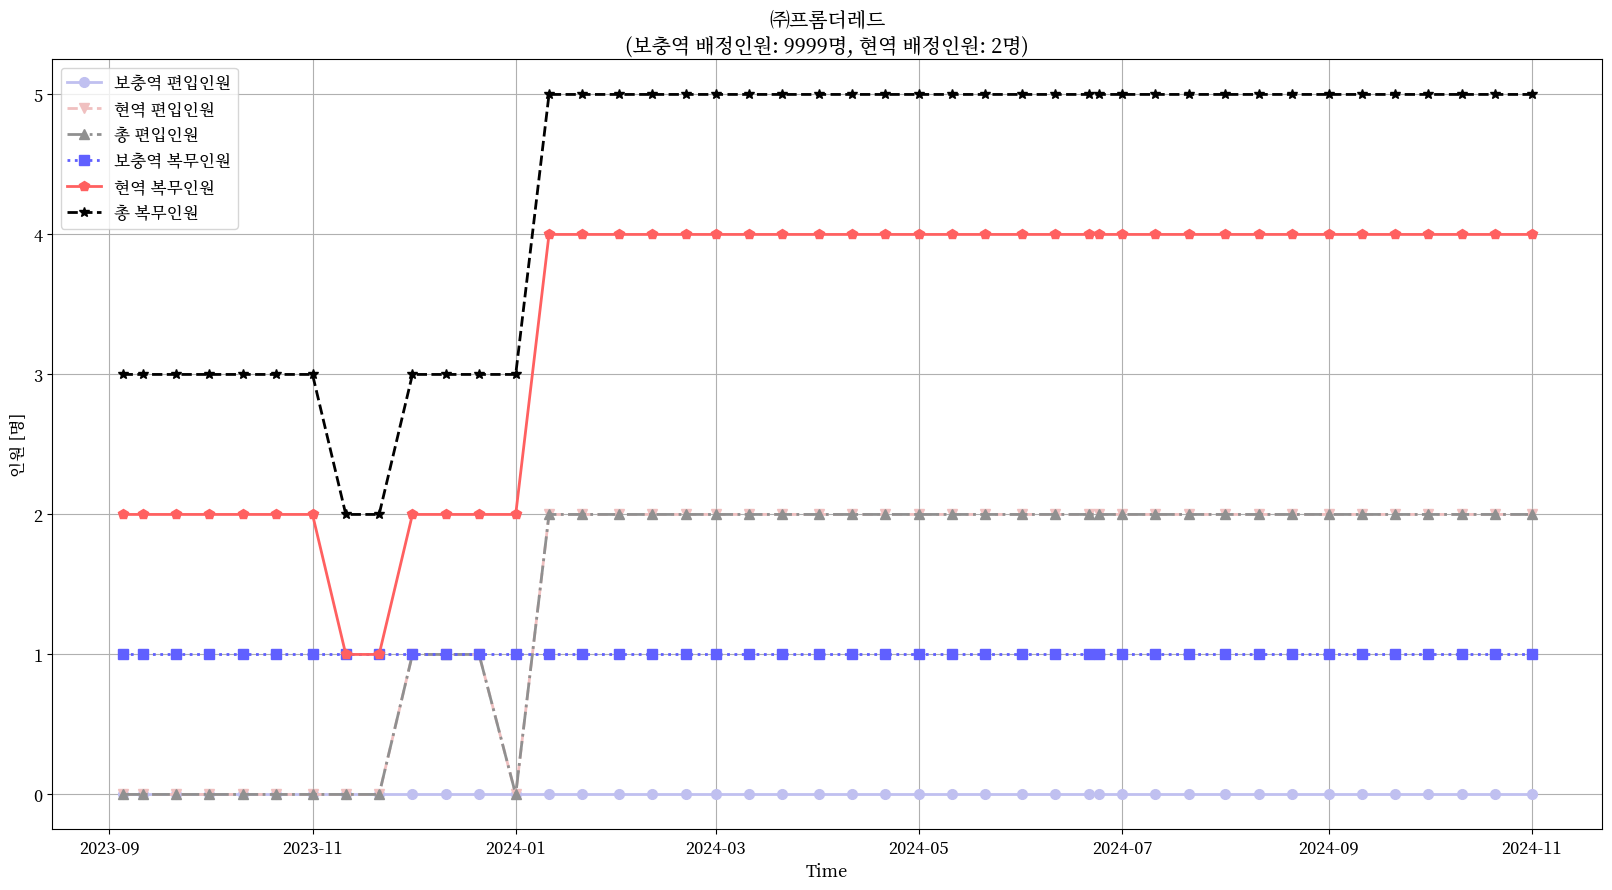 ㈜프롬더레드
(보충역 배정인원: 9999명, 현역 배정인원: 2명)
보충역 편입인원
현역 편입인원
총 편입인원
보충역 복무인원
현역 복무인원
총 복무인원
인원 [명]
5
4
3
2
1
0
2023-09
2023-11
2024-01
2024-03
2024-05
2024-07
2024-09
2024-11
Time